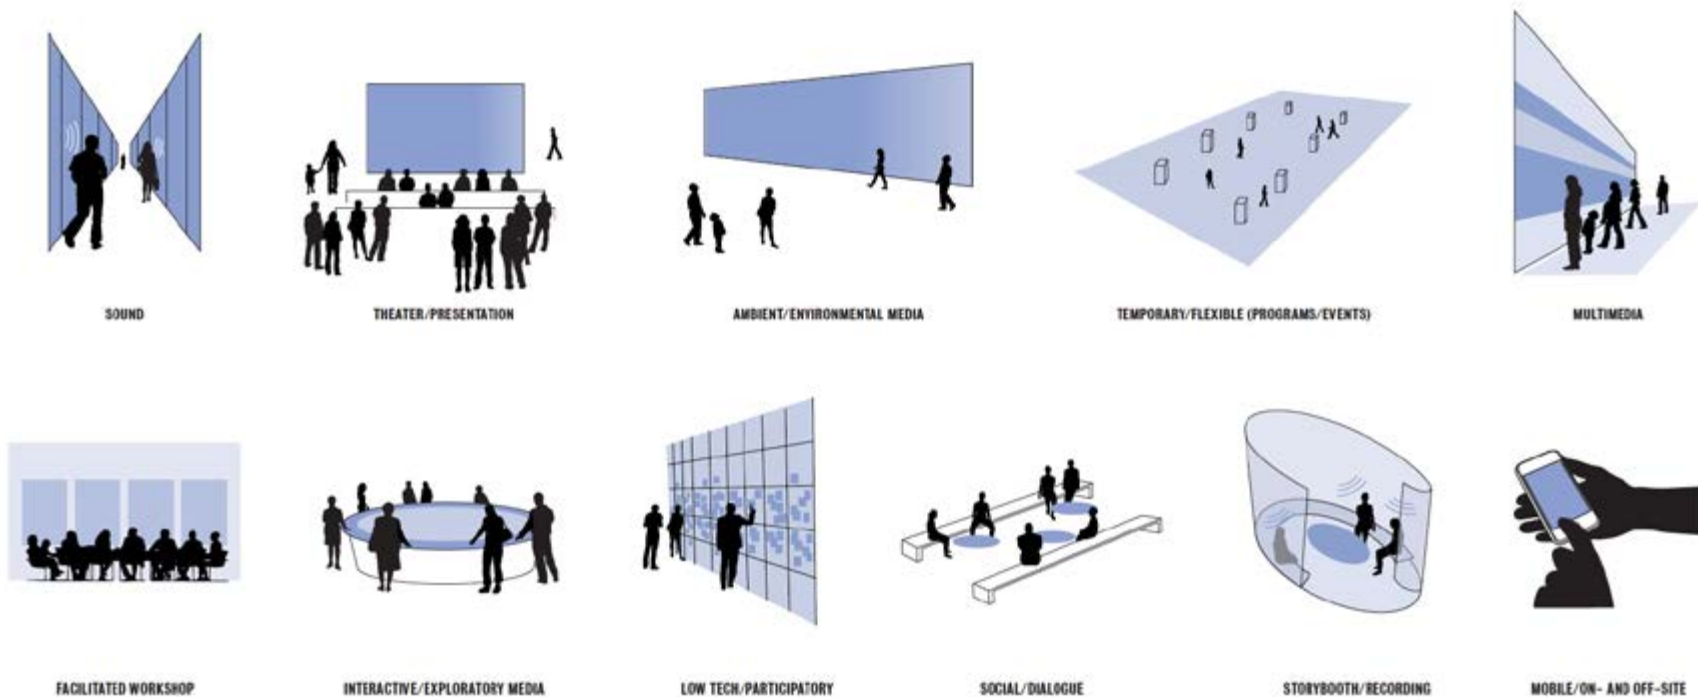 SOUND
THEATER/PRESENTATION
AMBIENT/ENVIRONMENTAL MEDIA
TEMPORARY/FLEXIBLE (PROGRAMS/EVENTS)
MULTIMEDIA
FACILITATED WORKSHOP
INTERACTIVE/EXPLORATORY MEDIA
LOW TECH/PARTICIPATORY
SOCIAL/DIALOGUE
STORYBOOTH/RECORDING
MOBILE/ON- AND OFF-SITE